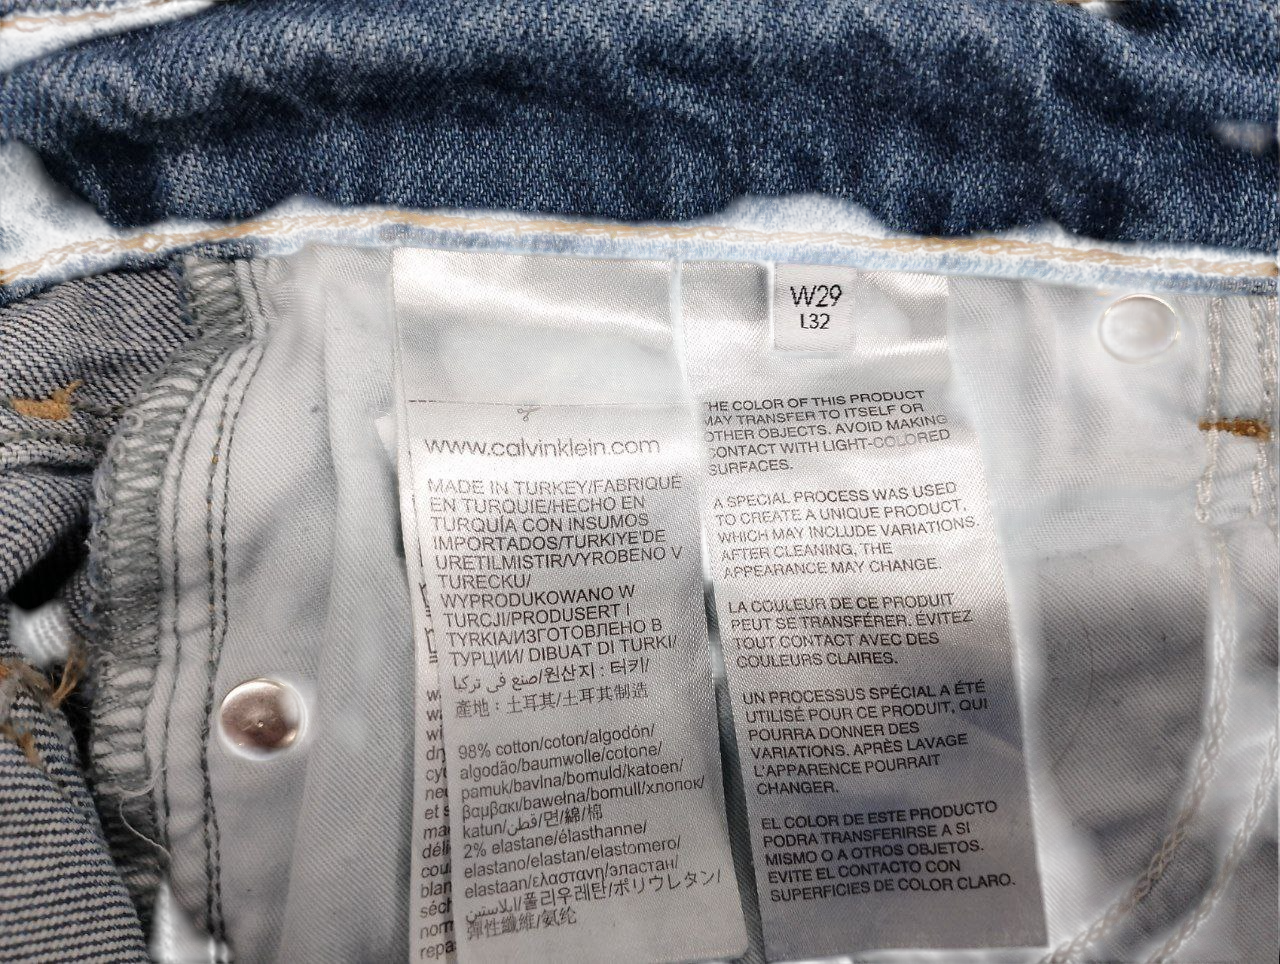 W29
L32
www.calvinklein.com
MADE IN TURKEY/FABRIQUÉ
EN TURQUIE/HECHO EN
TURQUÍA CON INSUMOS
IMPORTADOS/TURKIYE'DE
URETILMISTIR/VYROBENO V
TURECKU/
WYPRODUKOWANO W
TURCJI/PRODUSERT I
TYRKIA/ИЗГОТОВЛЕНО В
ТУРЦИИ/ DIBUAT DI TURKI/
صنع في تركيا/원산지 : 터키/
產地：土耳其/土耳其制造
98% cotton/coton/algodón/
algodão/baumwolle/cotone/
pamuk/bavlna/bomuld/katoen/
βαμβακι/bawełna/bomull/хлопок/
katun/قطن/면/綿/棉
2% elastane/élasthanne/
elastano/elastan/elastomero/
elastaan/ελαστανη/эластан/
ايلاستين/폴리우레탄/ポリウレタン/
彈性纖維/氨纶
HE COLOR OF THIS PRODUCT
MAY TRANSFER TO ITSELF OR
OTHER OBJECTS. AVOID MAKING
CONTACT WITH LIGHT-COLORED
SURFACES.
A SPECIAL PROCESS WAS USED
TO CREATE A UNIQUE PRODUCT,
WHICH MAY INCLUDE VARIATIONS.
AFTER CLEANING, THE
APPEARANCE MAY CHANGE.
LA COULEUR DE CE PRODUIT
PEUT SE TRANSFÉRER. ÉVITEZ
TOUT CONTACT AVEC DES
COULEURS CLAIRES.
UN PROCESSUS SPÉCIAL A ÉTÉ
UTILISÉ POUR CE PRODUIT, QUI
POURRA DONNER DES
VARIATIONS. APRÈS LAVAGE
L'APPARENCE POURRAIT
CHANGER.
EL COLOR DE ESTE PRODUCTO
PODRA TRANSFERIRSE A SI
MISMO O A OTROS OBJETOS.
EVITE EL CONTACTO CON
SUPERFICIES DE COLOR CLARO.